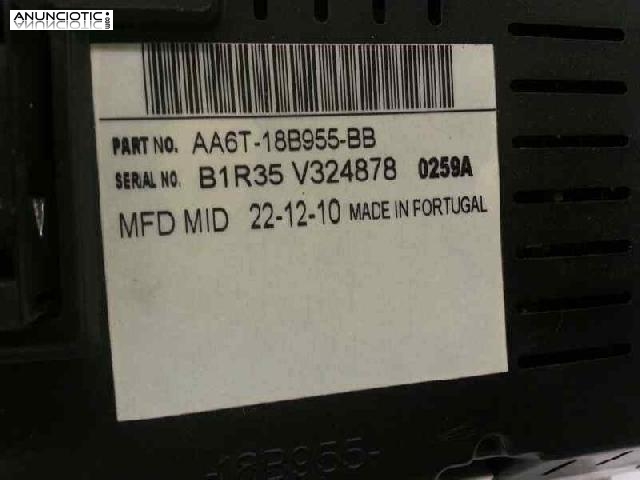 ANUNCIOTIC.com
PART NO. AA6T-18B955-BB
SERIAL NO. B1R35 V324878 0259A
MFD MID 22-12-10 MADE IN PORTUGAL
-18B955-